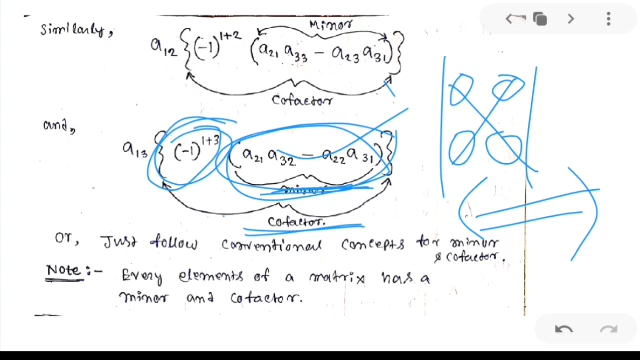 Similarly,
Minor
a₁₂ {(-1)¹⁺² (a₂₁ a₃₃ - a₂₃ a₃₁)}
Cofactor
and,
a₁₃ {(-1)¹⁺³ (a₂₁ a₃₂ - a₂₂ a₃₁)}
minor
Cofactor.
Or, Just follow conventional concepts for minor
& cofactor.
Note:- Every elements of a matrix has a
minor and cofactor.